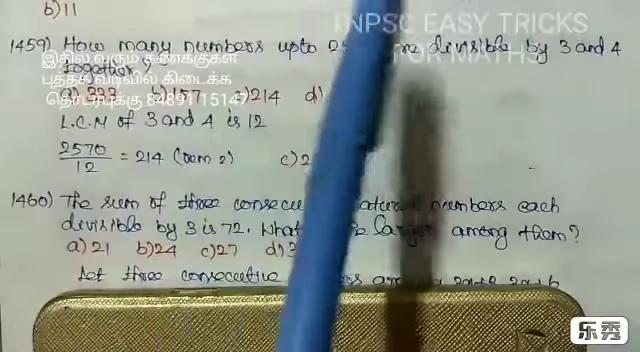 b) 11
TNPSC EASY TRICKS
FOR MATHS
1459) How many numbers upto 25 are divisible by 3 and 4
together?
இதில் வரும் கணக்குகள்
புத்தக வடிவில் கிடைக்க
தொடர்புக்கு 8489115147
a) 333 b) 157 c) 214 d)
L.C.M of 3 and 4 is 12
2570/12 = 214 (rem 2) c) 2
1460) The sum of three consecu natural numbers each
divisible by 3 is 72. What larger among them?
a) 21 b) 24 c) 27 d) 3
Let three consecutive
乐秀